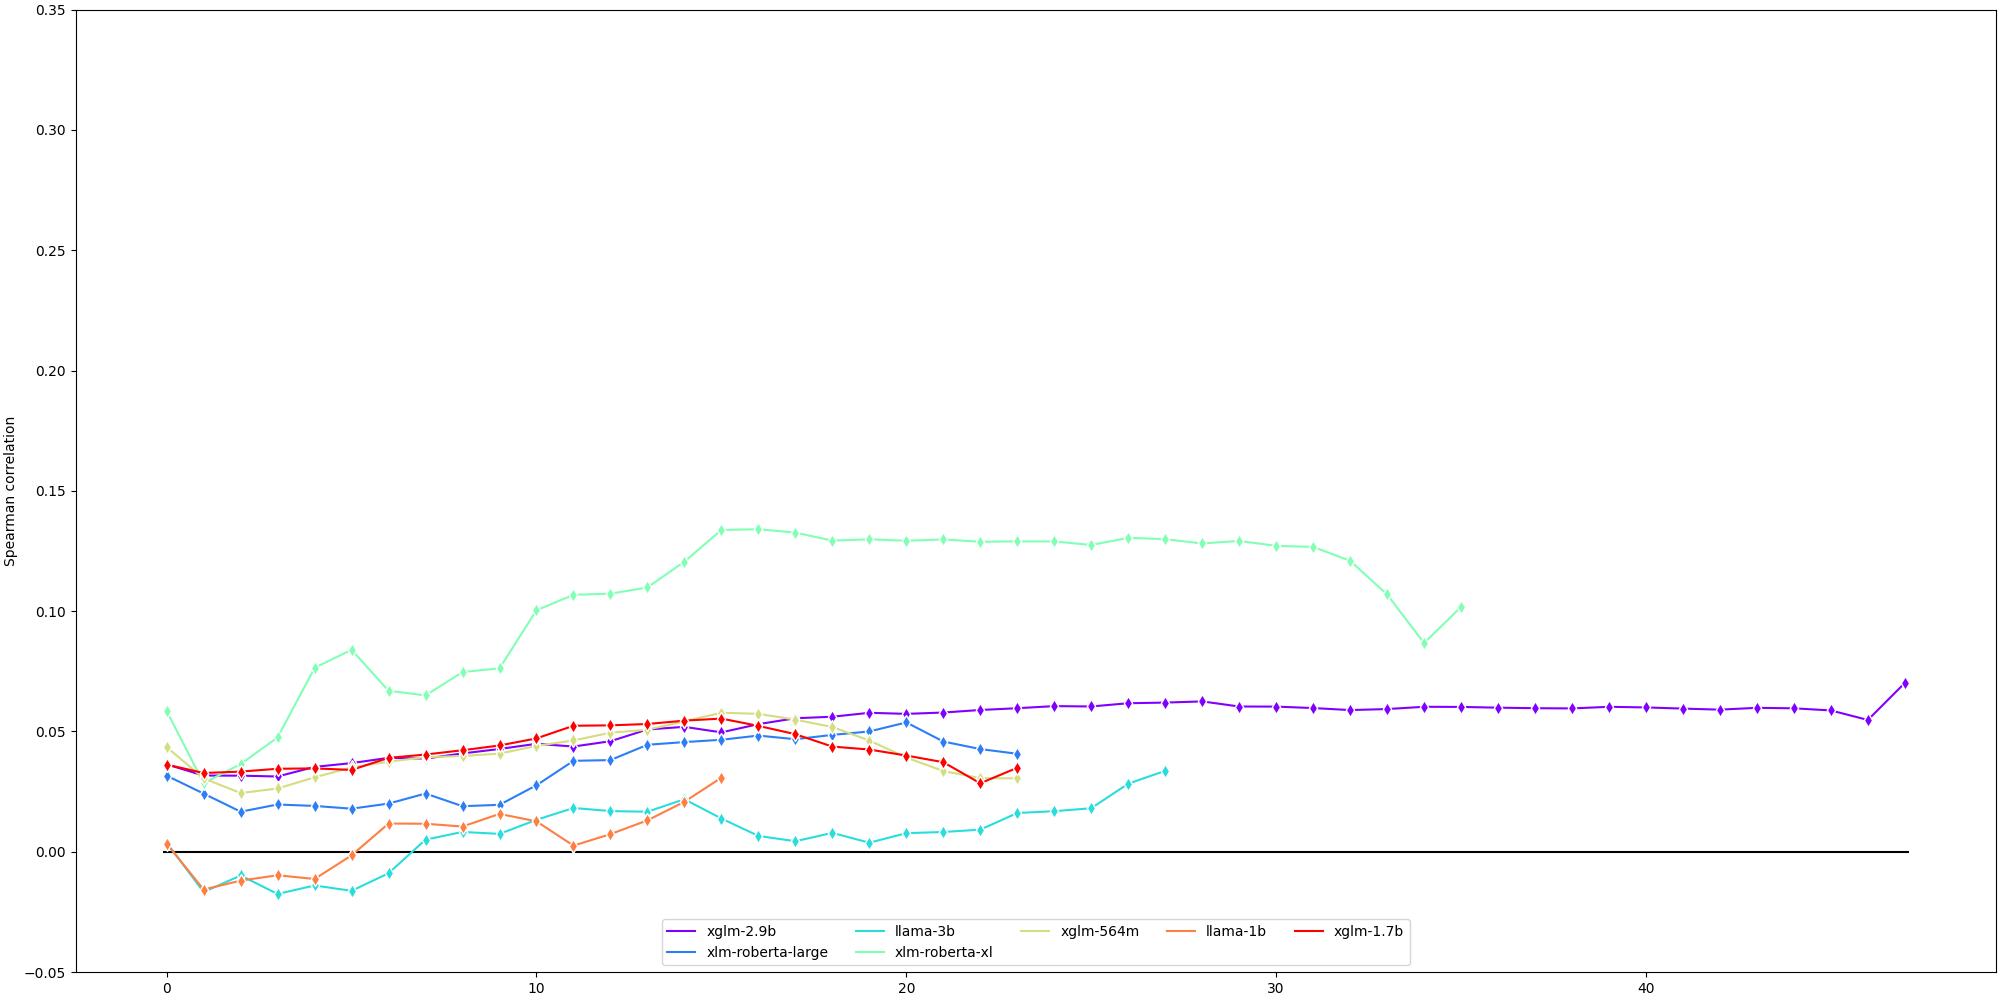 0.35
0.30
0.25
0.20
0.15
0.10
0.05
0.00
−0.05
Spearman correlation
0 10 20 30 40
xglm-2.9b llama-3b xglm-564m llama-1b xglm-1.7b
xlm-roberta-large xlm-roberta-xl